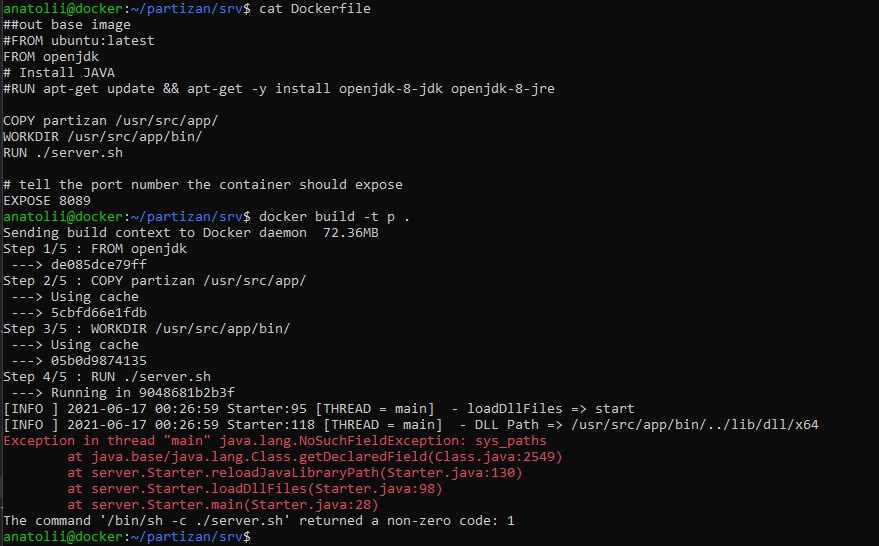 anatolii@docker:~/partizan/srv$ cat Dockerfile
##out base image
#FROM ubuntu:latest
FROM openjdk
# Install JAVA
#RUN apt-get update && apt-get -y install openjdk-8-jdk openjdk-8-jre
COPY partizan /usr/src/app/
WORKDIR /usr/src/app/bin/
RUN ./server.sh
# tell the port number the container should expose
EXPOSE 8089
anatolii@docker:~/partizan/srv$ docker build -t p .
Sending build context to Docker daemon  72.36MB
Step 1/5 : FROM openjdk
 ---> de085dce79ff
Step 2/5 : COPY partizan /usr/src/app/
 ---> Using cache
 ---> 5cbfd66e1fdb
Step 3/5 : WORKDIR /usr/src/app/bin/
 ---> Using cache
 ---> 05b0d9874135
Step 4/5 : RUN ./server.sh
 ---> Running in 9048681b2b3f
[INFO ] 2021-06-17 00:26:59 Starter:95 [THREAD = main]  - loadDllFiles => start
[INFO ] 2021-06-17 00:26:59 Starter:118 [THREAD = main]  - DLL Path => /usr/src/app/bin/../lib/dll/x64
Exception in thread "main" java.lang.NoSuchFieldException: sys_paths
        at java.base/java.lang.Class.getDeclaredField(Class.java:2549)
        at server.Starter.reloadJavaLibraryPath(Starter.java:130)
        at server.Starter.loadDllFiles(Starter.java:98)
        at server.Starter.main(Starter.java:28)
The command '/bin/sh -c ./server.sh' returned a non-zero code: 1
anatolii@docker:~/partizan/srv$